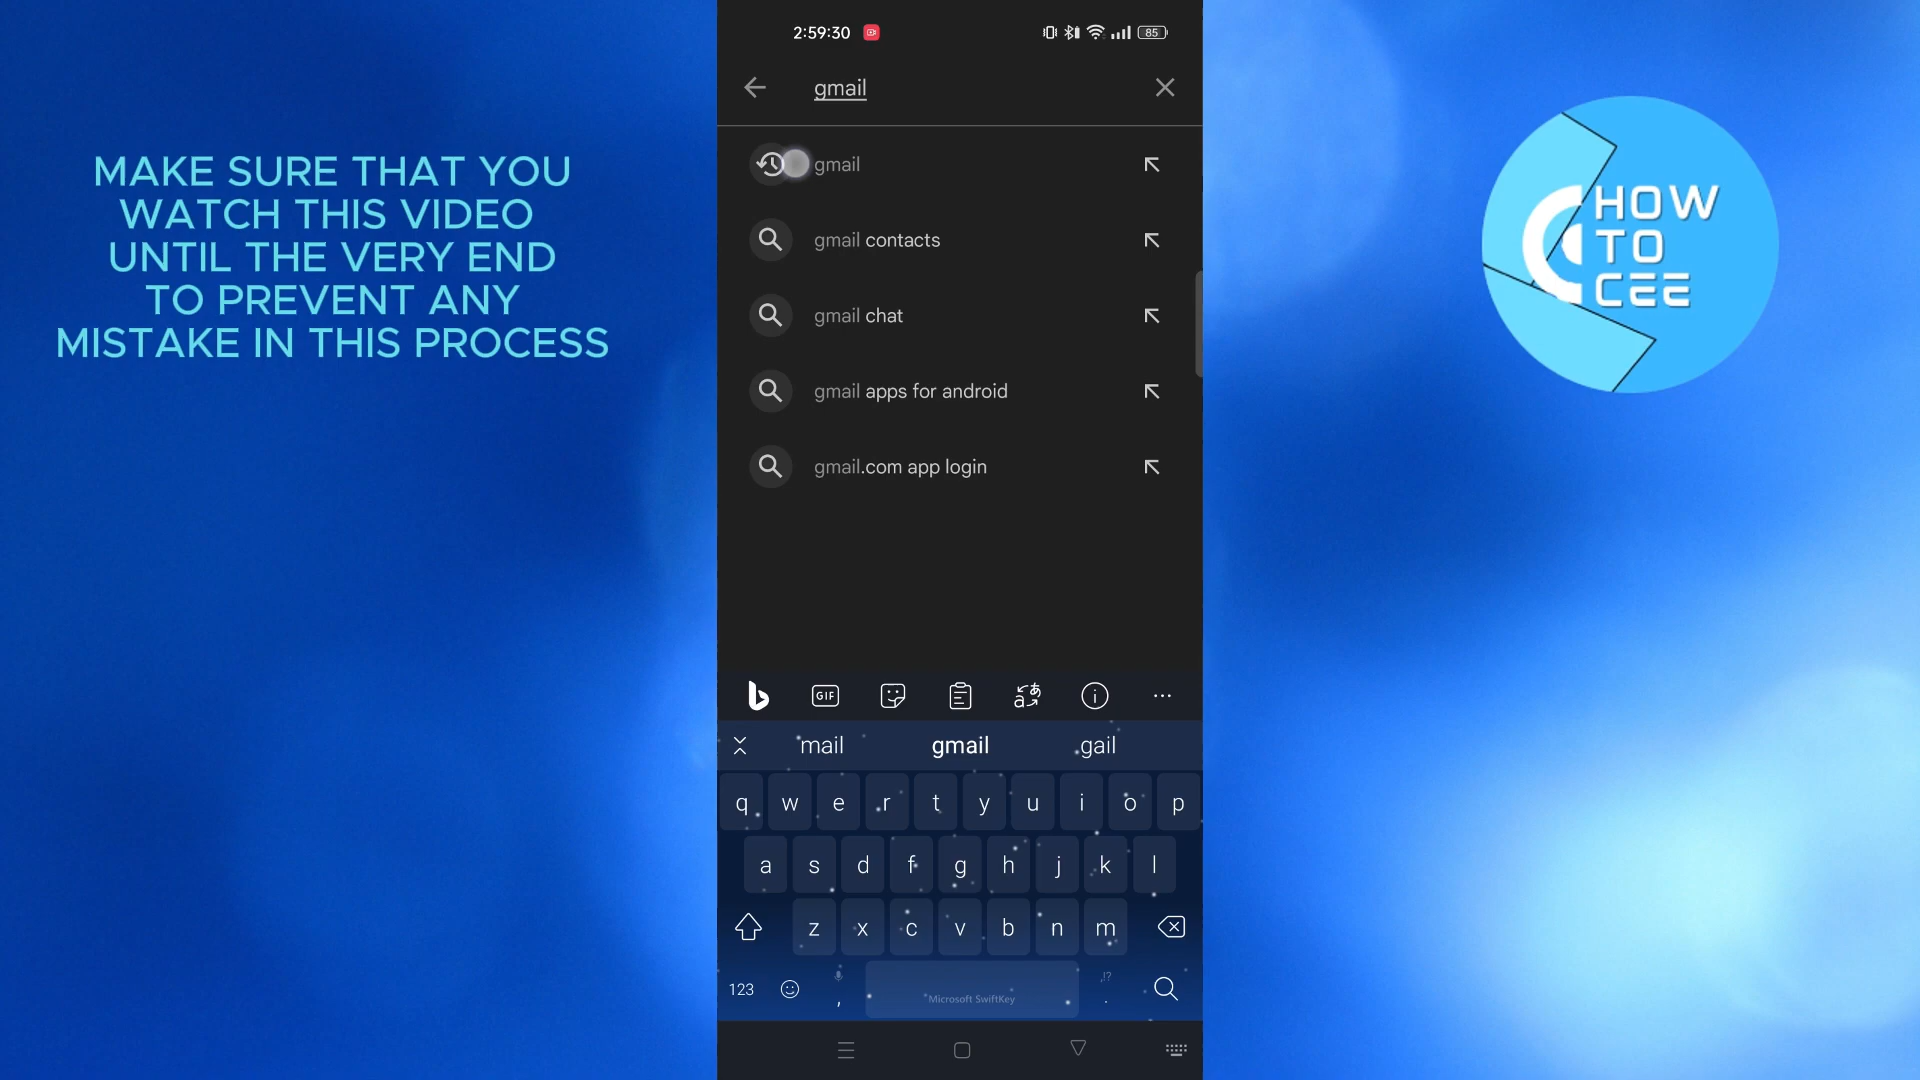 MAKE SURE THAT YOU
WATCH THIS VIDEO
UNTIL THE VERY END
TO PREVENT ANY
MISTAKE IN THIS PROCESS
2:59:30
85
gmail
gmail
gmail contacts
gmail chat
gmail apps for android
gmail.com app login
GIF
mail gmail gail
q w e r t y u i o p
a s d f g h j k l
z x c v b n m
123 , Microsoft SwiftKey ,!? .
HOW
TO
CEE